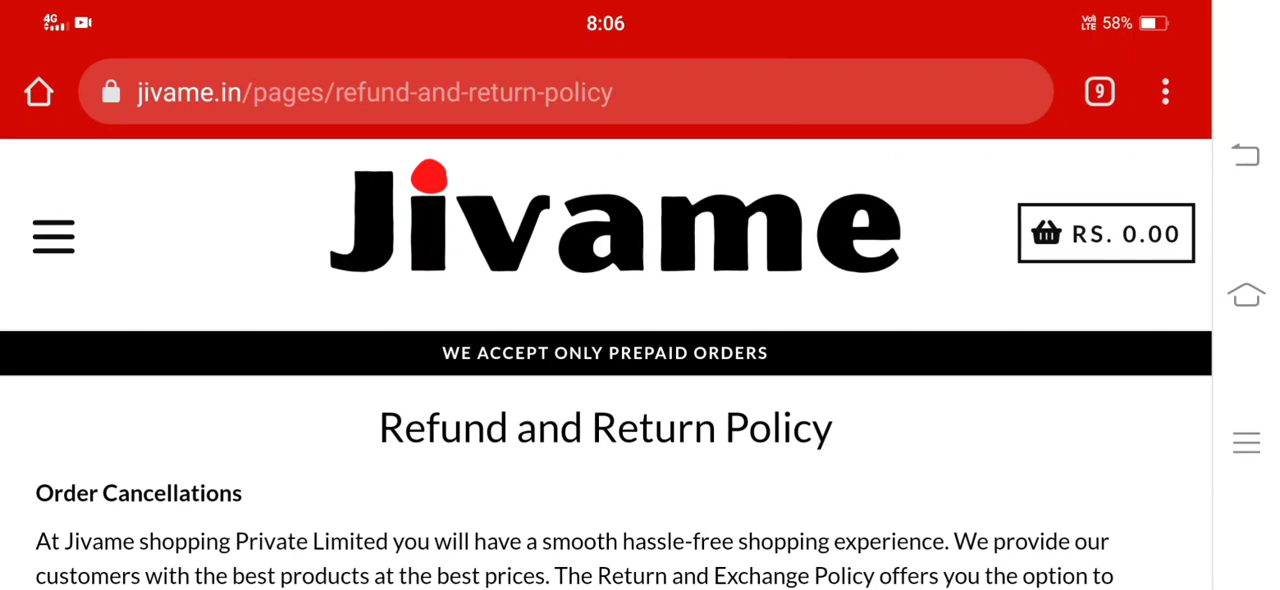 4G 8:06 VoI) LTE 58%
jivame.in/pages/refund-and-return-policy 9
Jivame
RS. 0.00
WE ACCEPT ONLY PREPAID ORDERS
Refund and Return Policy
Order Cancellations
At Jivame shopping Private Limited you will have a smooth hassle-free shopping experience. We provide our
customers with the best products at the best prices. The Return and Exchange Policy offers you the option to